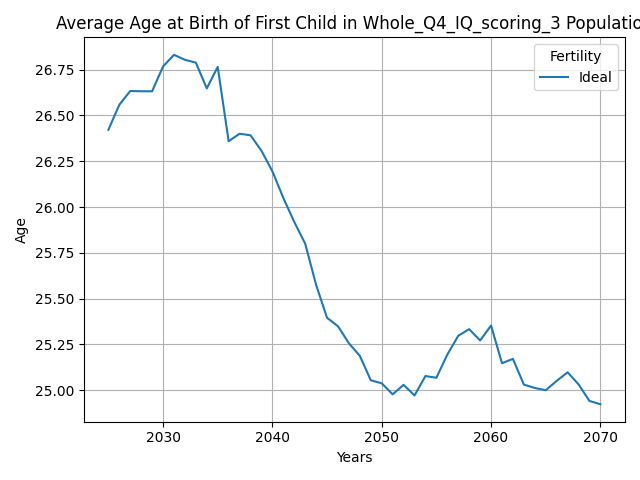 Average Age at Birth of First Child in Whole_Q4_IQ_scoring_3 Populatio
Fertility
Ideal
26.75
26.50
26.25
26.00
25.75
25.50
25.25
25.00
Age
2030 2040 2050 2060 2070
Years